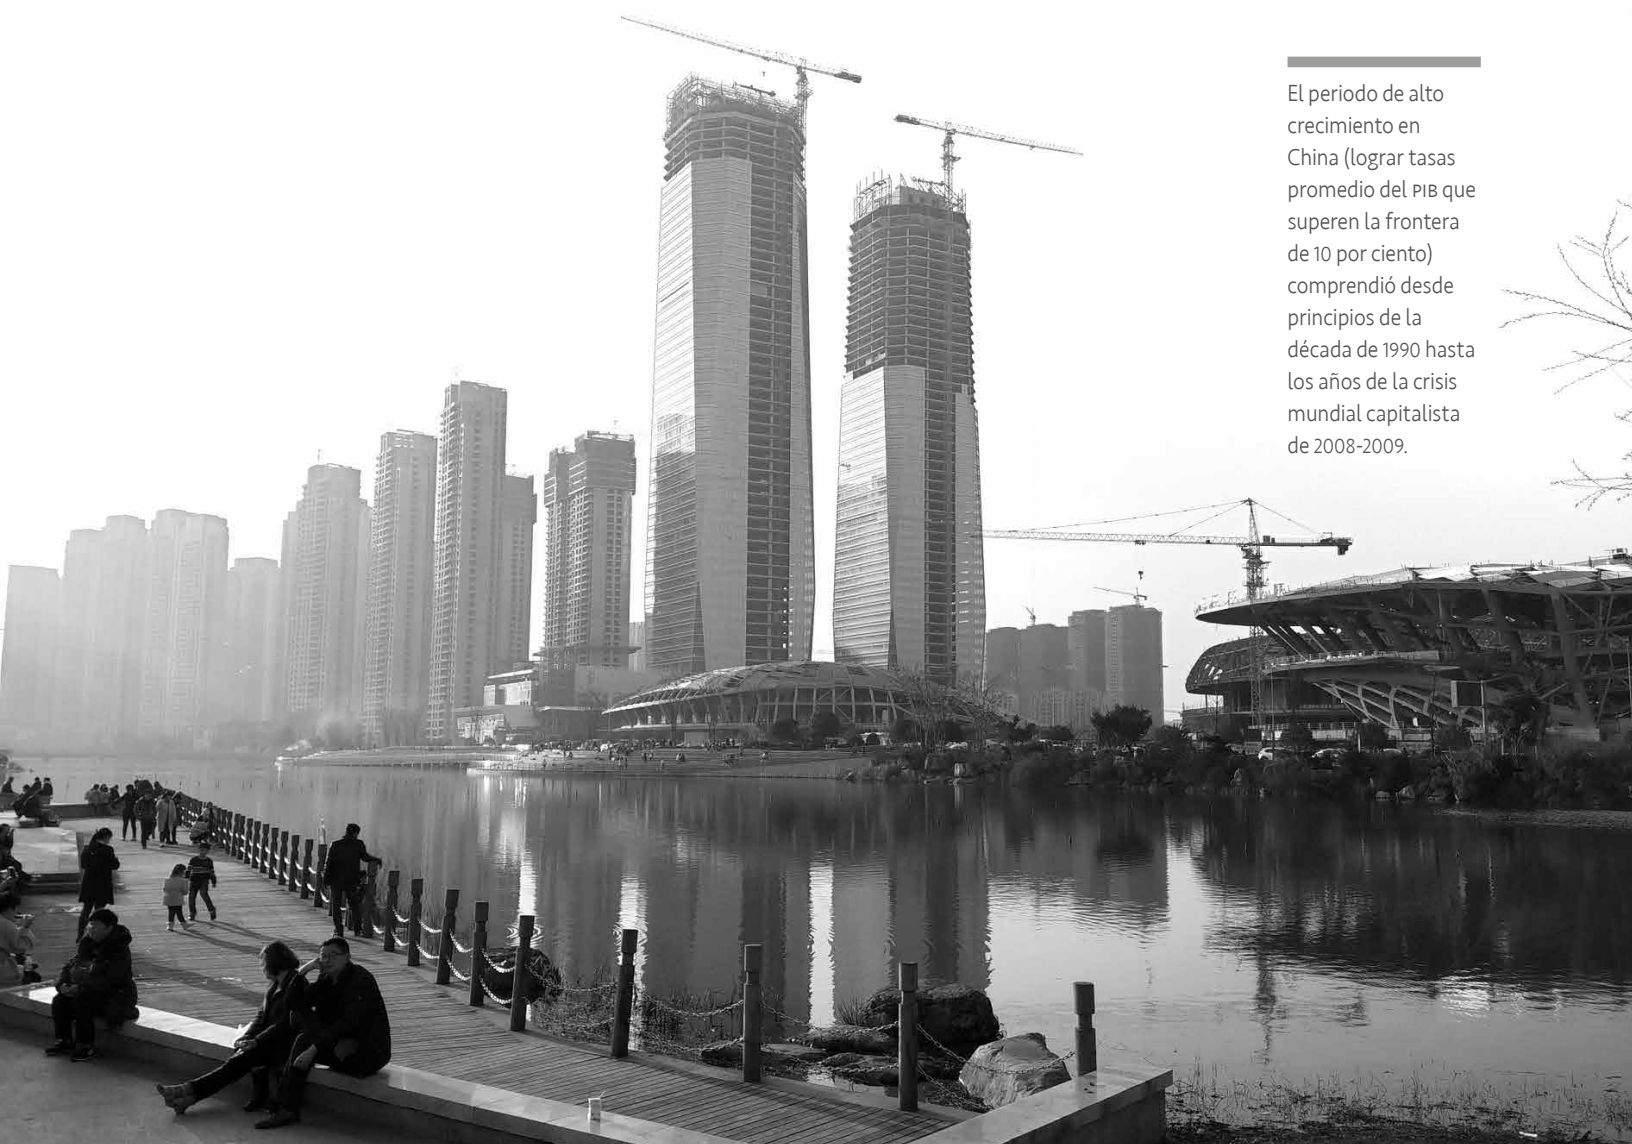 El periodo de alto
crecimiento en
China (lograr tasas
promedio del PIB que
superen la frontera
de 10 por ciento)
comprendió desde
principios de la
década de 1990 hasta
los años de la crisis
mundial capitalista
de 2008-2009.